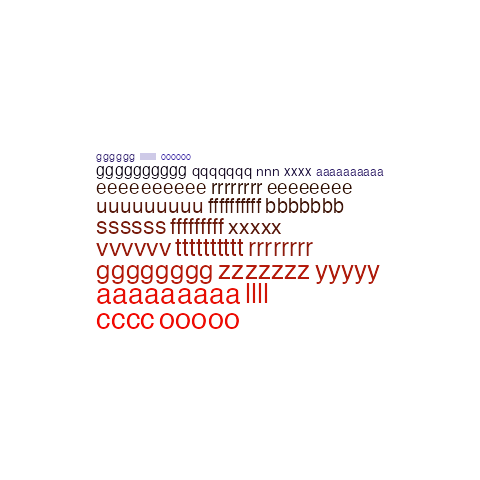 gggggg oooooo
gggggggggg qqqqqqq nnn xxxx aaaaaaaaaa
eeeeeeeeee rrrrrrrr eeeeeeee
uuuuuuuuu ffffffffff bbbbbbb
ssssss fffffffff xxxxx
vvvvvv tttttttttt rrrrrrrr
gggggggg zzzzzzz yyyyy
aaaaaaaaa llll
cccc ooooo